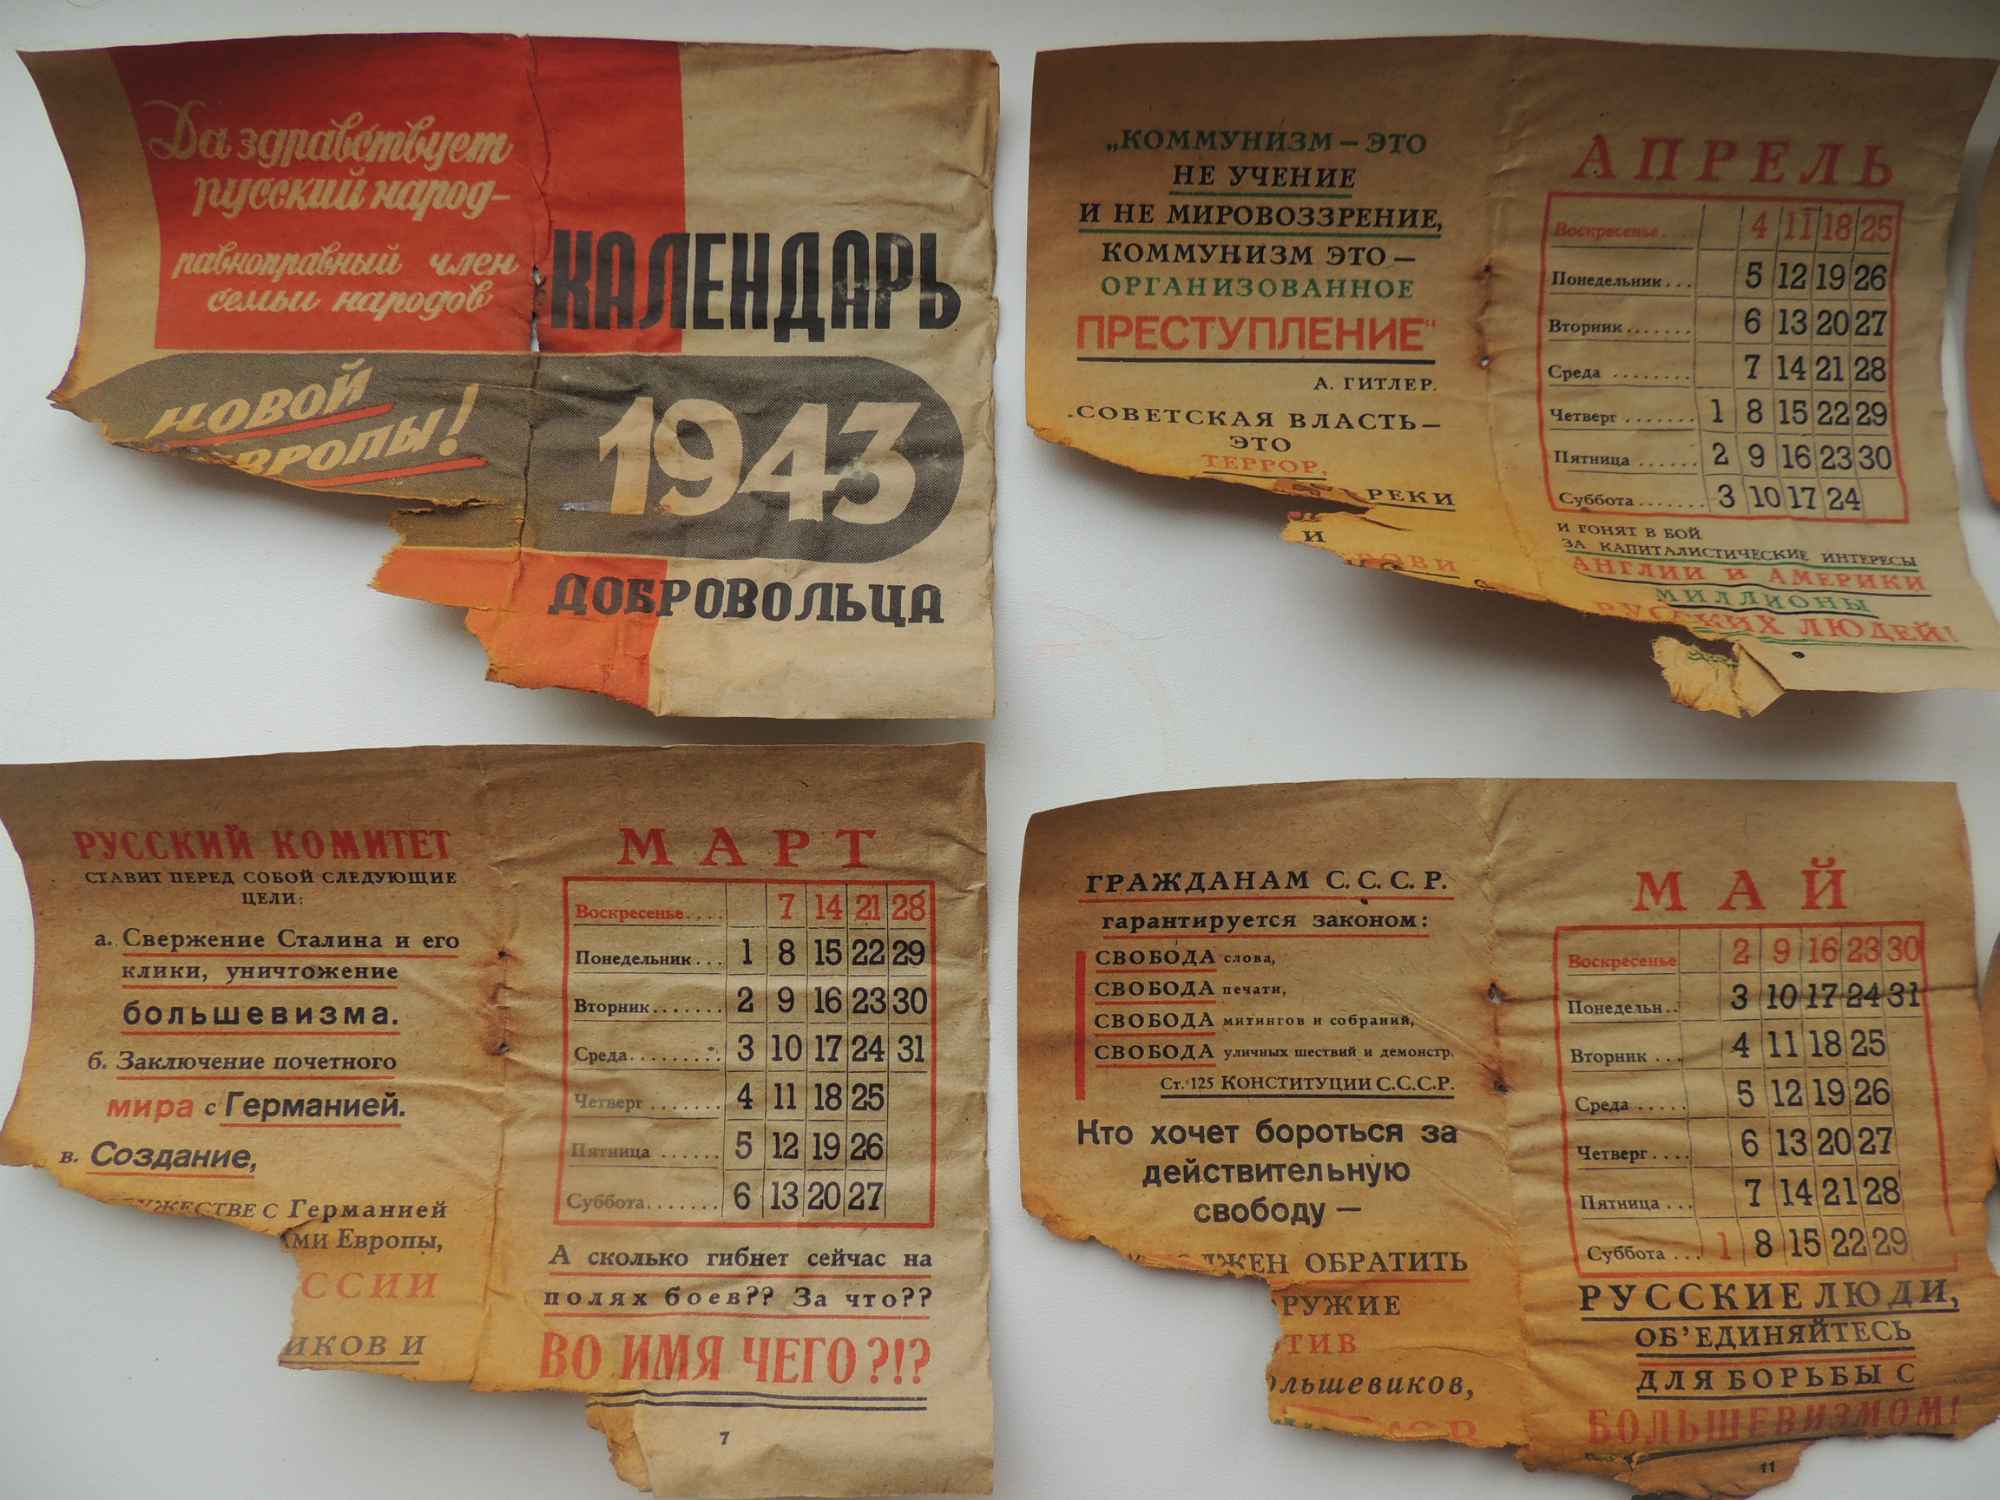 Да здравствует
русский народ-
равноправный член
семьи народов
НОВОЙ
ЕВРОПЫ!
КАЛЕНДАРЬ
1943
ДОБРОВОЛЬЦА
„КОММУНИЗМ — ЭТО
НЕ УЧЕНИЕ
И НЕ МИРОВОЗЗРЕНИЕ,
КОММУНИЗМ ЭТО —
ОРГАНИЗОВАННОЕ
ПРЕСТУПЛЕНИЕ“
А. ГИТЛЕР.
СОВЕТСКАЯ ВЛАСТЬ—
ЭТО
ТЕРРОР,
РЕКИ
И
АПРЕЛЬ
Воскресенье.... 4 11 18 25
Понедельник... 5 12 19 26
Вторник....... 6 13 20 27
Среда ........ 7 14 21 28
Четверг ....... 1 8 15 22 29
Пятница ...... 2 9 16 23 30
Суббота....... 3 10 17 24
И ГОНЯТ В БОЙ
ЗА КАПИТАЛИСТИЧЕСКИЕ ИНТЕРЕСЫ
АНГЛИИ И АМЕРИКИ
МИЛЛИОНЫ
РУССКИХ ЛЮДЕЙ!
РУССКИЙ КОМИТЕТ
СТАВИТ ПЕРЕД СОБОЙ СЛЕДУЮЩИЕ
ЦЕЛИ:
а. Свержение Сталина и его
клики, уничтожение
большевизма.
б. Заключение почетного
мира с Германией.
в. Создание,
УЖЕСТВЕ С Германией
ми Европы,
ССИИ
ИКОВ И
МАРТ
Воскресенье.... 7 14 21 28
Понедельник... 1 8 15 22 29
Вторник....... 2 9 16 23 30
Среда......... 3 10 17 24 31
Четверг ....... 4 11 18 25
Пятница ...... 5 12 19 26
Суббота....... 6 13 20 27
А сколько гибнет сейчас на
полях боев?? За что??
ВО ИМЯ ЧЕГО?!?
7
ГРАЖДАНАМ С.С.С.Р.
гарантируется законом:
СВОБОДА слова,
СВОБОДА печати,
СВОБОДА митингов и собраний,
СВОБОДА уличных шествий и демонстр.
Ст. 125 КОНСТИТУЦИИ С.С.С.Р.
Кто хочет бороться за
действительную
свободу —
ЛЖЕН ОБРАТИТЬ
РУЖИЕ
ТИВ
ольшевиков,
МАЙ
Воскресенье 2 9 16 23 30
Понедельн.. 3 10 17 24 31
Вторник ... 4 11 18 25
Среда ..... 5 12 19 26
Четверг.... 6 13 20 27
Пятница ... 7 14 21 28
Суббота ... 1 8 15 22 29
РУССКИЕ ЛЮДИ,
ОБ'ЕДИНЯЙТЕСЬ
ДЛЯ БОРЬБЫ С
БОЛЬШЕВИЗМОМ!
11